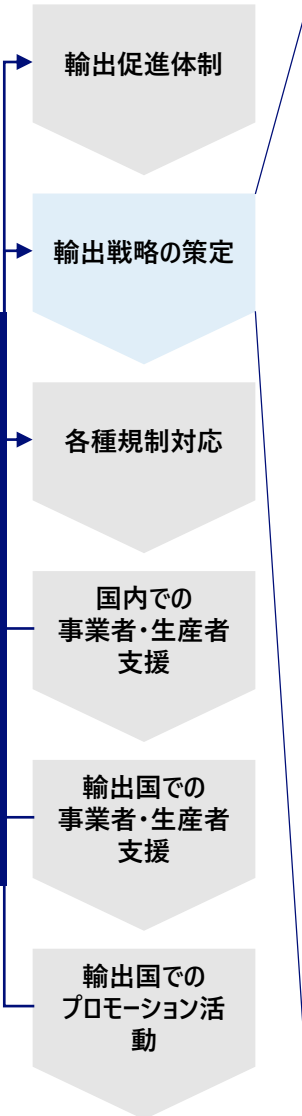 輸出促進体制
輸出戦略の策定
各種規制対応
国内での
事業者・生産者
支援
輸出国での
事業者・生産者
支援
輸出国での
プロモーション活
動